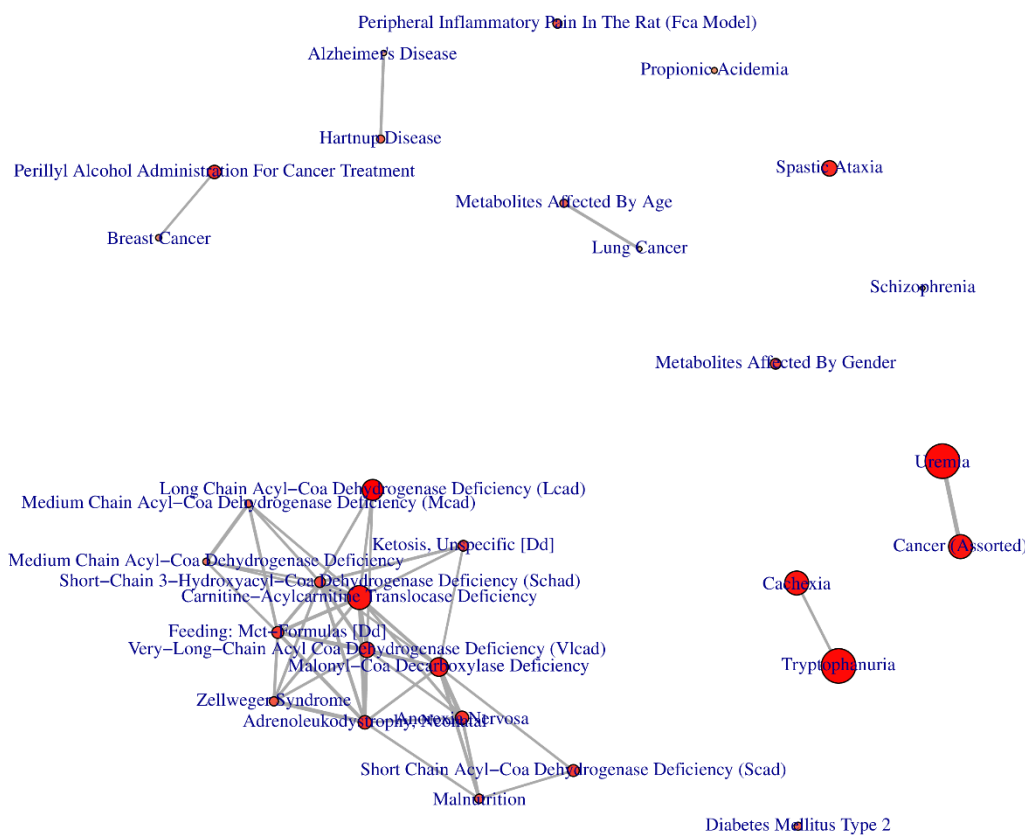 Peripheral Inflammatory Pain In The Rat (Fca Model)
Alzheimer's Disease
Propionic Acidemia
Hartnup Disease
Perillyl Alcohol Administration For Cancer Treatment
Spastic Ataxia
Metabolites Affected By Age
Breast Cancer
Lung Cancer
Schizophrenia
Metabolites Affected By Gender
Uremia
Long Chain Acyl−Coa Dehydrogenase Deficiency (Lcad)
Medium Chain Acyl−Coa Dehydrogenase Deficiency (Mcad)
Ketosis, Unspecific [Dd]
Cancer (Assorted)
Medium Chain Acyl−Coa Dehydrogenase Deficiency
Short−Chain 3−Hydroxyacyl−Coa Dehydrogenase Deficiency (Schad)
Cachexia
Carnitine−Acylcarnitine Translocase Deficiency
Feeding: Mct−Formulas [Dd]
Very−Long−Chain Acyl Coa Dehydrogenase Deficiency (Vlcad)
Malonyl−Coa Decarboxylase Deficiency
Tryptophanuria
Zellweger Syndrome
Anorexia Nervosa
Adrenoleukodystrophy, Neonatal
Short Chain Acyl−Coa Dehydrogenase Deficiency (Scad)
Malnutrition
Diabetes Mellitus Type 2